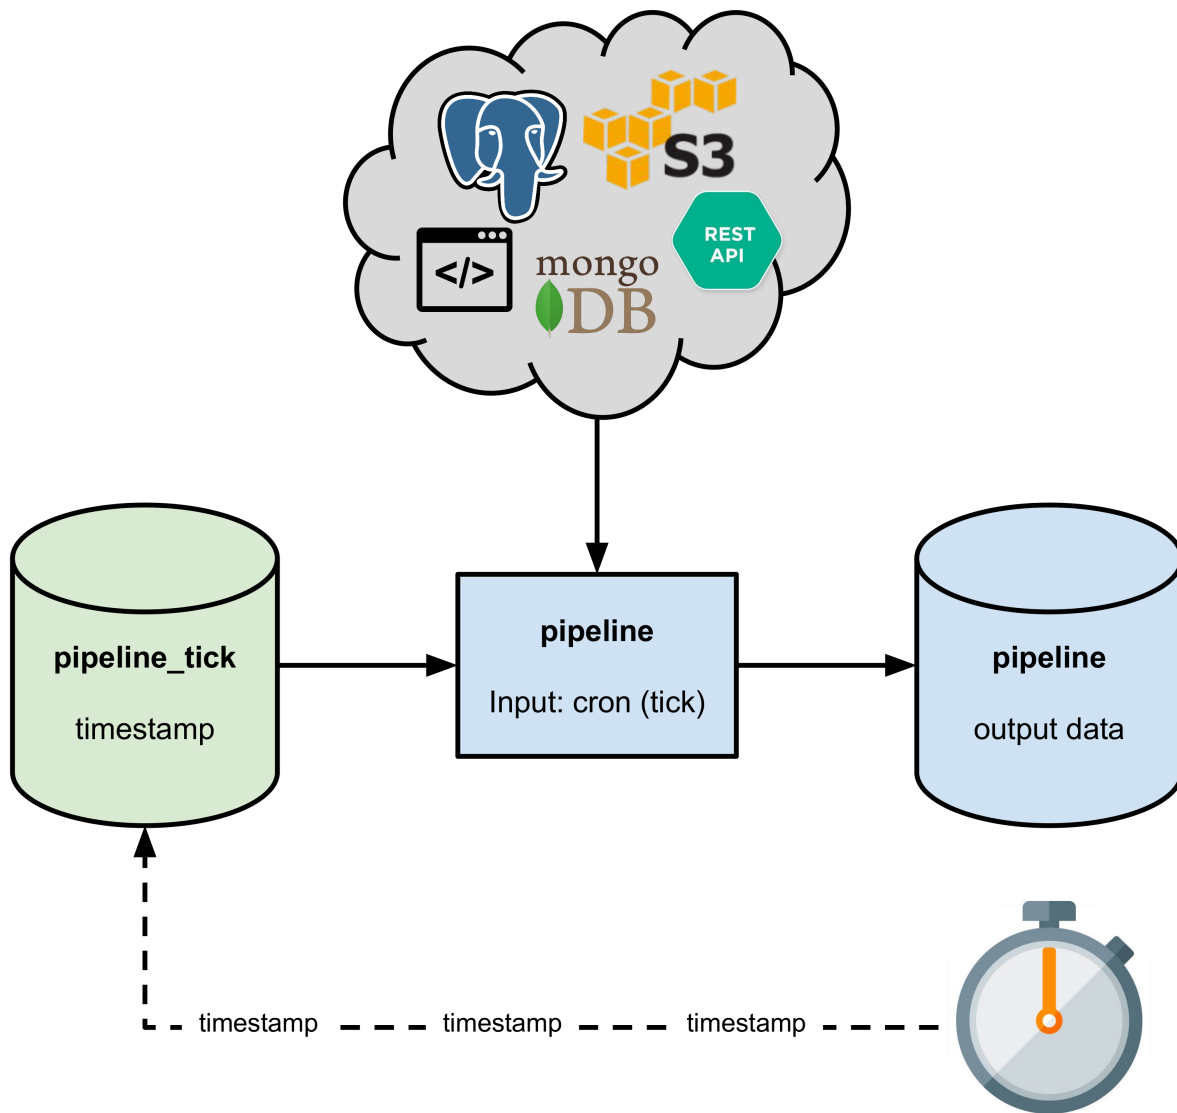 S3
REST
API
</>
mongo
DB
pipeline_tick
timestamp
pipeline
Input: cron (tick)
pipeline
output data
timestamp
timestamp
timestamp